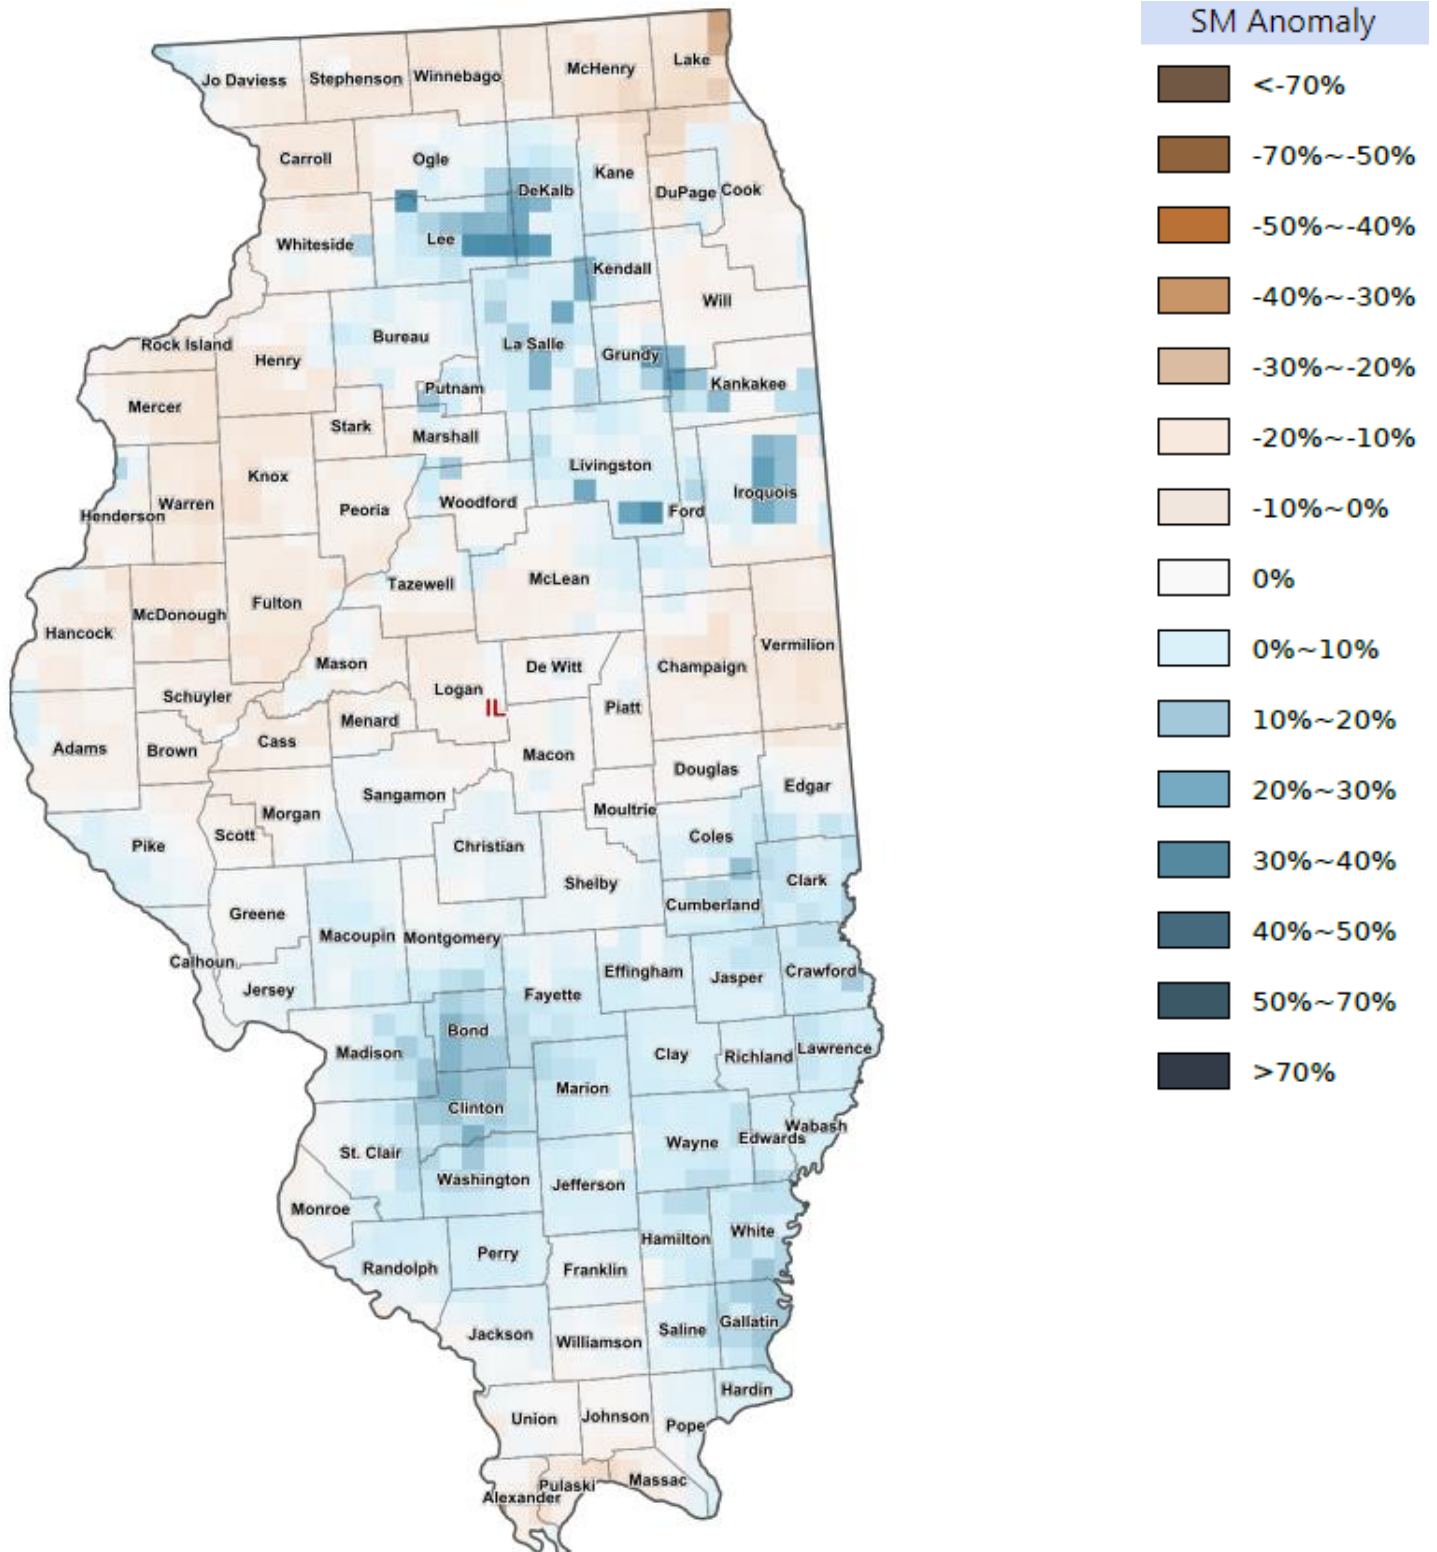 SM Anomaly
<-70%
-70%~-50%
-50%~-40%
-40%~-30%
-30%~-20%
-20%~-10%
-10%~0%
0%
0%~10%
10%~20%
20%~30%
30%~40%
40%~50%
50%~70%
>70%
Jo Daviess
Stephenson
Winnebago
McHenry
Lake
Carroll
Ogle
DeKalb
Kane
DuPage
Cook
Whiteside
Lee
Kendall
Will
Rock Island
Henry
Bureau
La Salle
Grundy
Kankakee
Putnam
Mercer
Stark
Marshall
Livingston
Knox
Warren
Henderson
Peoria
Woodford
Ford
Iroquois
Tazewell
McLean
Fulton
McDonough
Hancock
Mason
De Witt
Champaign
Vermilion
Schuyler
Logan
IL
Menard
Piatt
Adams
Brown
Cass
Macon
Douglas
Edgar
Sangamon
Moultrie
Morgan
Scott
Pike
Christian
Coles
Shelby
Clark
Cumberland
Greene
Macoupin
Montgomery
Calhoun
Jersey
Effingham
Jasper
Crawford
Fayette
Bond
Madison
Clay
Richland
Lawrence
Marion
Clinton
Wabash
Edwards
Wayne
St. Clair
Washington
Jefferson
Monroe
Hamilton
White
Randolph
Perry
Franklin
Jackson
Williamson
Saline
Gallatin
Hardin
Union
Johnson
Pope
Pulaski
Massac
Alexander